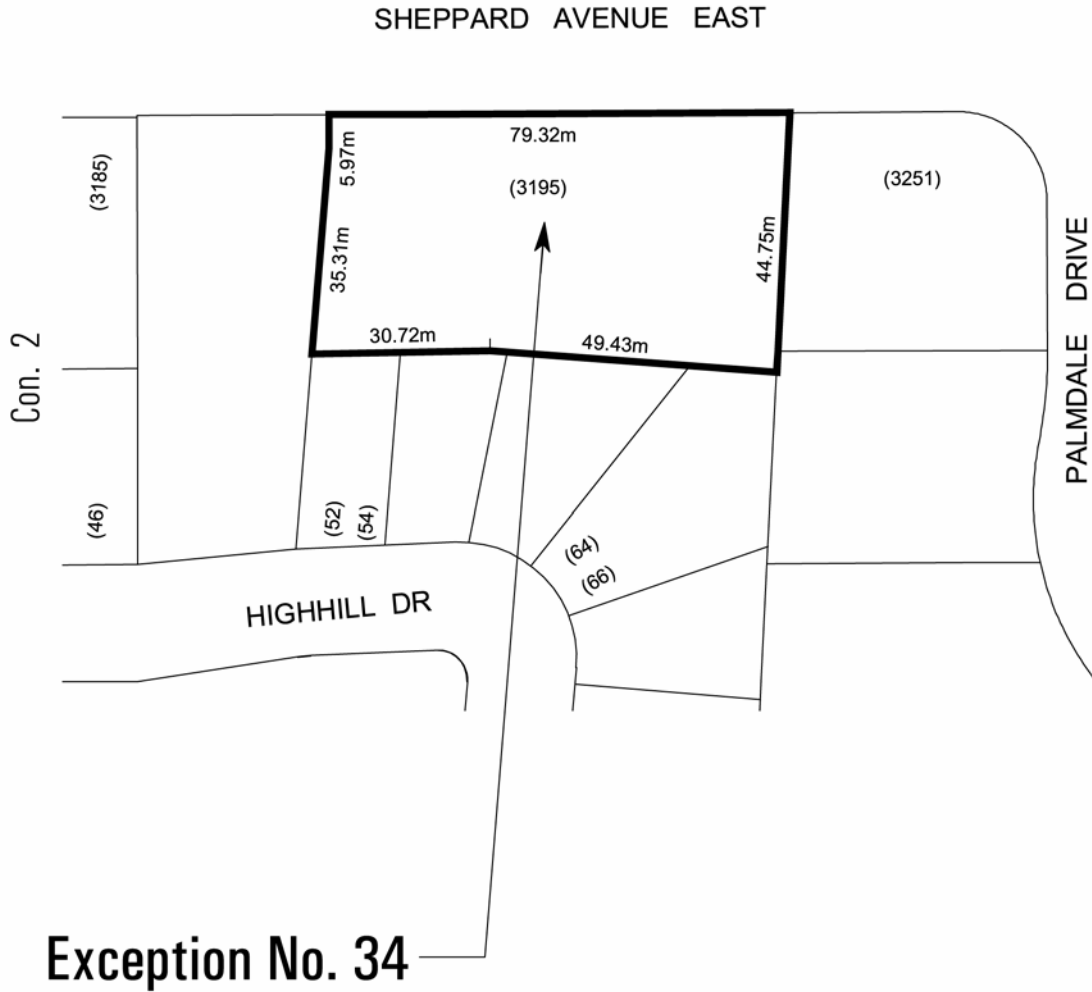 SHEPPARD AVENUE EAST
79.32m
5.97m
(3195)
(3185)
(3251)
35.31m
44.75m
PALMDALE DRIVE
30.72m
49.43m
Con. 2
(46)
(52)
(54)
(64)
(66)
HIGHHILL DR
Exception No. 34